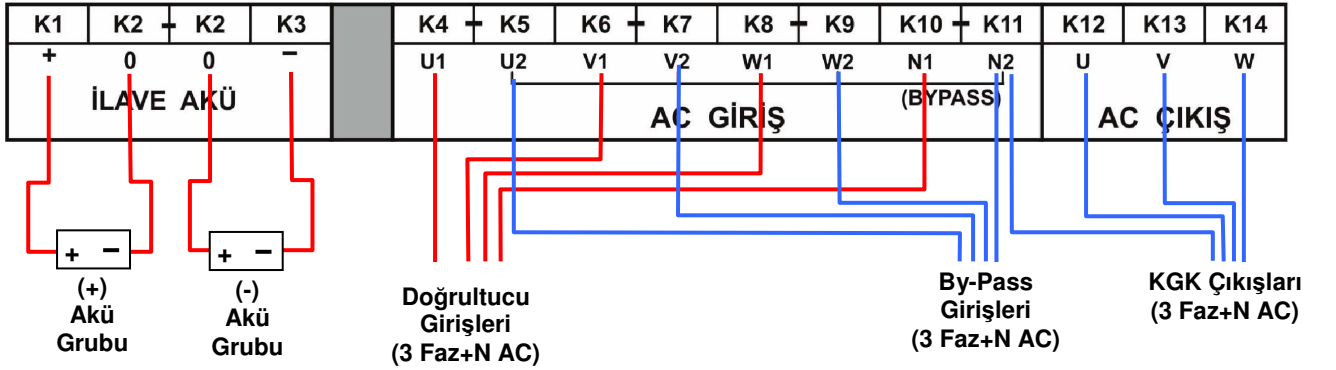 K1 K2 - K2 K3 K4 - K5 K6 - K7 K8 - K9 K10 - K11 K12 K13 K14
+ 0 0 − U1 U2 V1 V2 W1 W2 N1 N2 U V W
(BYPASS)
İLAVE AKÜ AC GİRİŞ AC ÇIKIŞ
+ − + −
(+)
Akü
Grubu
(-)
Akü
Grubu
Doğrultucu
Girişleri
(3 Faz+N AC)
By-Pass
Girişleri
(3 Faz+N AC)
KGK Çıkışları
(3 Faz+N AC)